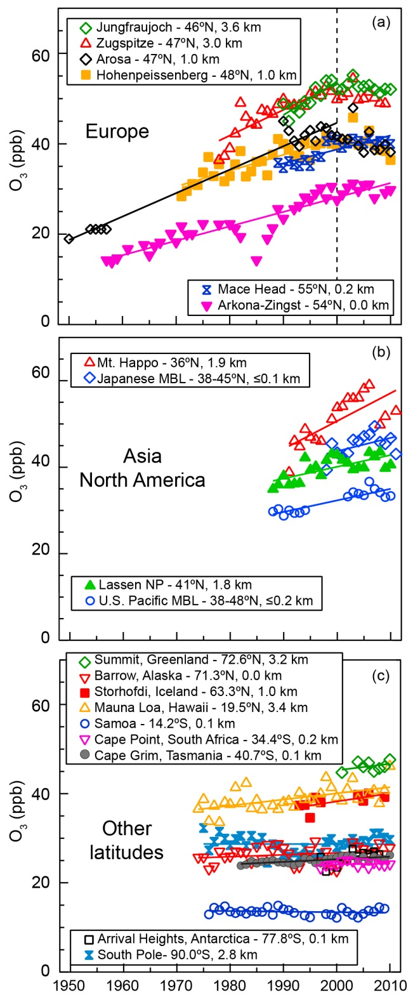 (a)
Jungfraujoch - 46ºN, 3.6 km
Zugspitze - 47ºN, 3.0 km
Arosa - 47ºN, 1.0 km
Hohenpeissenberg - 48ºN, 1.0 km
60
Europe
40
O3 (ppb)
20
Mace Head - 55ºN, 0.2 km
Arkona-Zingst - 54ºN, 0.0 km
0
(b)
Mt. Happo - 36ºN, 1.9 km
Japanese MBL - 38-45ºN, ≤0.1 km
60
Asia
North America
40
O3 (ppb)
20
Lassen NP - 41ºN, 1.8 km
U.S. Pacific MBL - 38-48ºN, ≤0.2 km
0
(c)
Summit, Greenland - 72.6ºN, 3.2 km
Barrow, Alaska - 71.3ºN, 0.0 km
Storhofdi, Iceland - 63.3ºN, 1.0 km
Mauna Loa, Hawaii - 19.5ºN, 3.4 km
Samoa - 14.2ºS, 0.1 km
Cape Point, South Africa - 34.4ºS, 0.2 km
Cape Grim, Tasmania - 40.7ºS, 0.1 km
60
40
O3 (ppb)
Other
latitudes
20
Arrival Heights, Antarctica - 77.8ºS, 0.1 km
South Pole- 90.0ºS, 2.8 km
0
1950 1960 1970 1980 1990 2000 2010